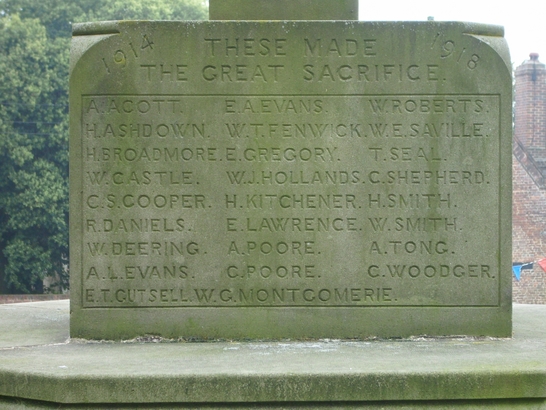 1914 THESE MADE 1918
THE GREAT SACRIFICE.
A. ACOTT. E.A. EVANS. W. ROBERTS.
H. ASHDOWN. W.T. FENWICK. W.E. SAVILLE.
H. BROADMORE. E. GREGORY. T. SEAL.
W. CASTLE. W.J. HOLLANDS. C. SHEPHERD.
C.S. COOPER. H. KITCHENER. H. SMITH.
R. DANIELS. E. LAWRENCE. W. SMITH.
W. DEERING. A. POORE. A. TONG.
A.L. EVANS. C. POORE. C. WOODGER.
E.T. GUTSELL. W.G. MONTGOMERIE.